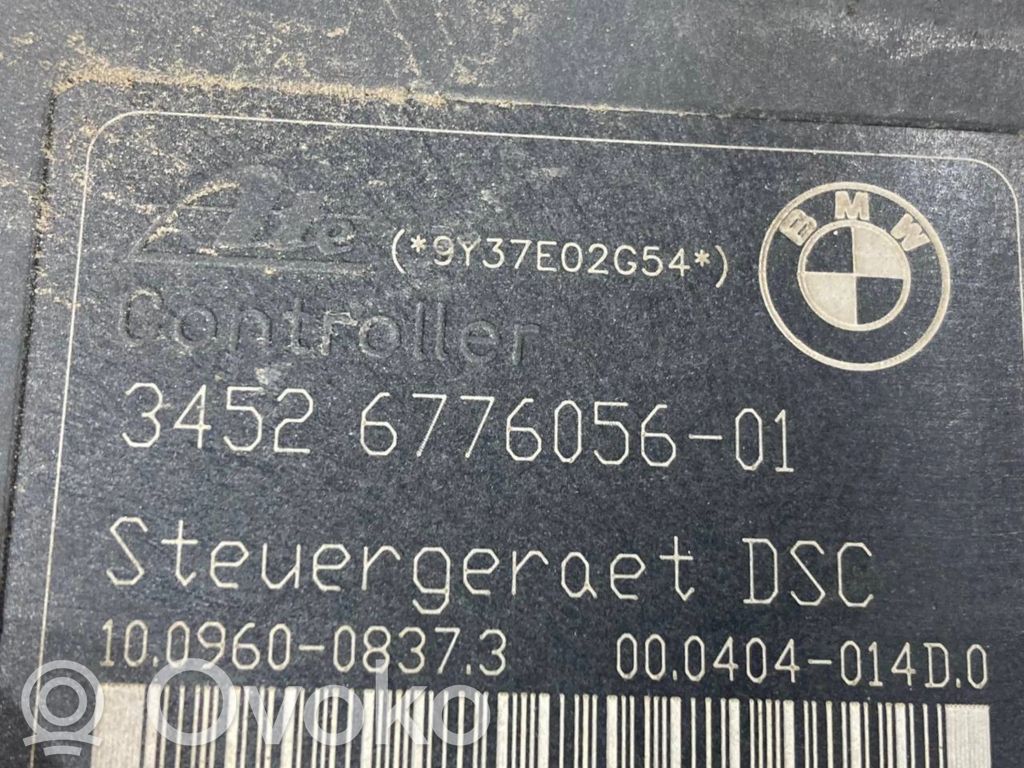 Ate
(*9Y37E02G54*)
BMW
Controller
3452 6776056-01
Steuergeraet DSC
10.0960-0837.3 00.0404-014D.0
Ovoko